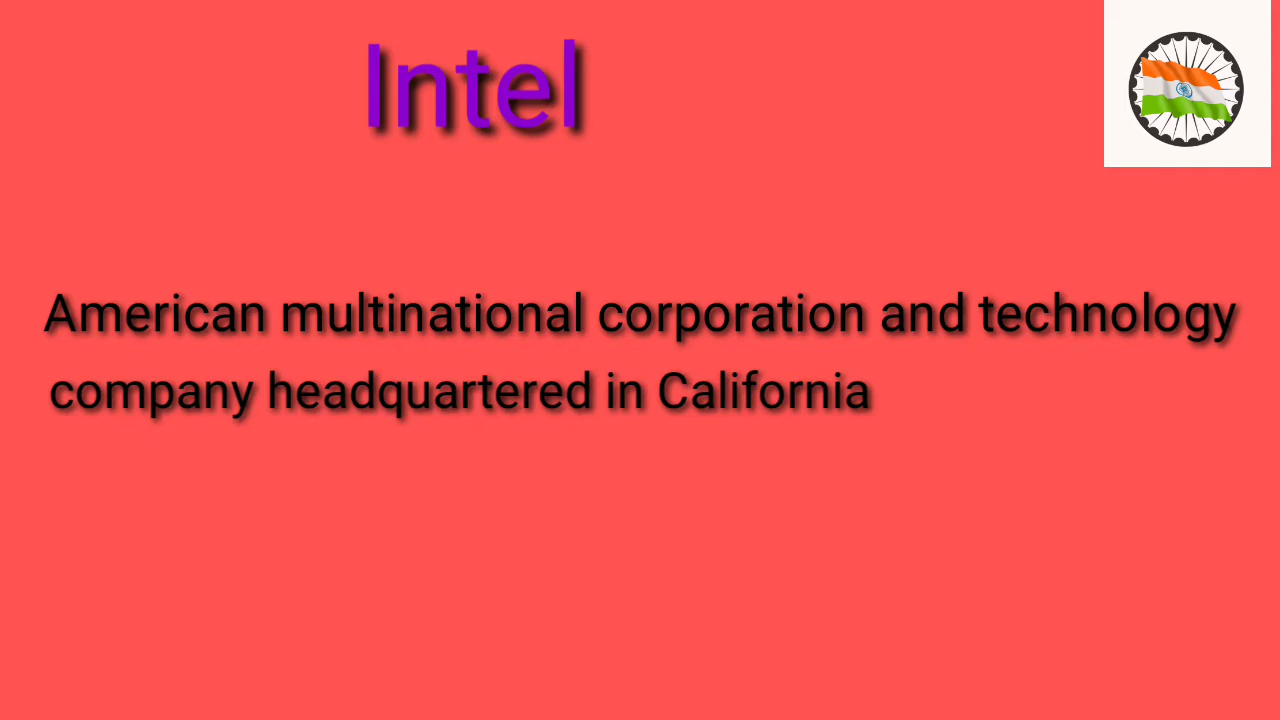 Intel
American multinational corporation and technology
company headquartered in California